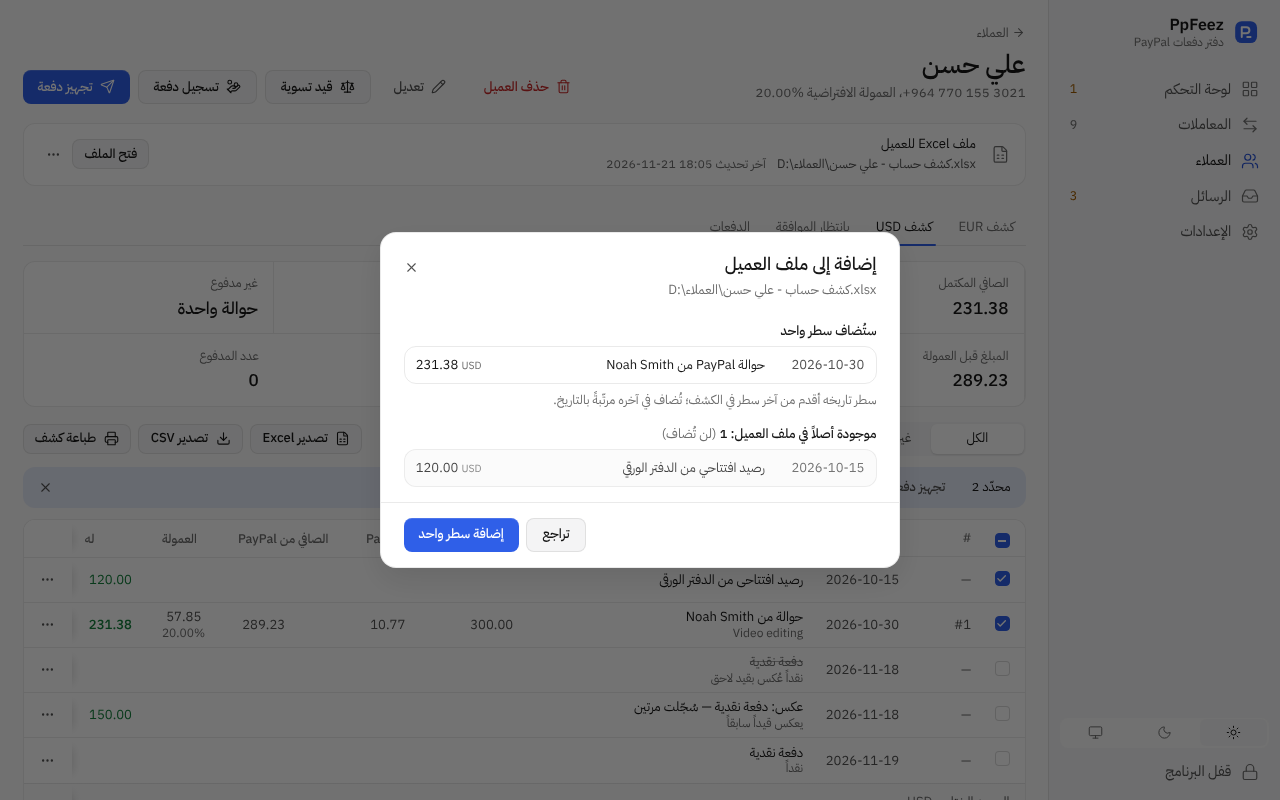 PpFeez
دفتر دفعات PayPal
لوحة التحكم 1
المعاملات 9
العملاء
الرسائل 3
الإعدادات
قفل البرنامج
العملاء
علي حسن
+964 770 155 3021، العمولة الافتراضية 20.00%
حذف العميل
تعديل
قيد تسوية
تسجيل دفعة
تجهيز دفعة
ملف Excel للعميل
D:\العملاء\كشف حساب - علي حسن.xlsx آخر تحديث 2026-11-21 18:05
فتح الملف
كشف EUR
كشف USD
بانتظار الموافقة
الدفعات
الصافي المكتمل
231.38
غير مدفوع
حوالة واحدة
المبلغ قبل العمولة
289.23
عدد المدفوع
0
الكل
تصدير Excel
تصدير CSV
طباعة كشف
محدّد 2
إضافة إلى ملف العميل
D:\العملاء\كشف حساب - علي حسن.xlsx
ستُضاف سطر واحد
2026-10-30 حوالة PayPal من Noah Smith 231.38 USD
سطر تاريخه أقدم من آخر سطر في الكشف؛ تُضاف في آخره مرتّبةً بالتاريخ.
موجودة أصلاً في ملف العميل: 1 (لن تُضاف)
2026-10-15 رصيد افتتاحي من الدفتر الورقي 120.00 USD
تراجع
إضافة سطر واحد
# الصافي من PayPal العمولة له
— 2026-10-15 رصيد افتتاحي من الدفتر الورقي 120.00
#1 2026-10-30 حوالة من Noah Smith 300.00 10.77 289.23 57.85 231.38
Video editing 20.00%
— 2026-11-18 دفعة نقدية
نقداً عُكس بقيد لاحق
— 2026-11-18 عكس: دفعة نقدية — سُجّلت مرتين 150.00
يعكس قيداً سابقاً
— 2026-11-19 دفعة نقدية
نقداً